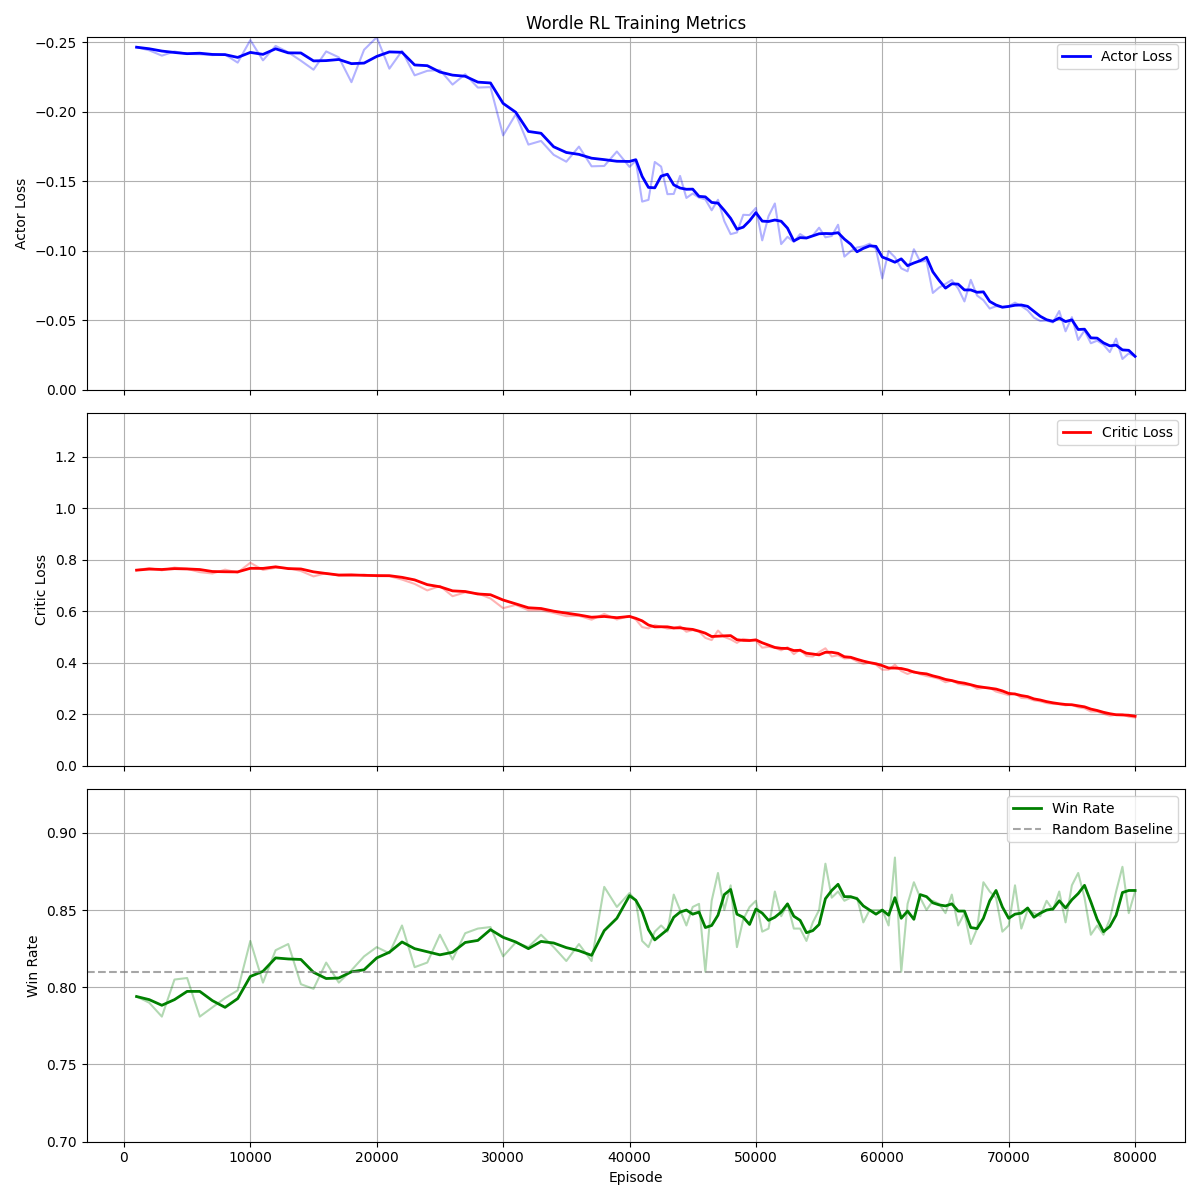 Wordle RL Training Metrics
−0.25
−0.20
−0.15
−0.10
−0.05
0.00
Actor Loss
Actor Loss
1.2
1.0
0.8
0.6
0.4
0.2
0.0
Critic Loss
Critic Loss
0.90
0.85
0.80
0.75
0.70
Win Rate
Win Rate
Random Baseline
0 10000 20000 30000 40000 50000 60000 70000 80000
Episode